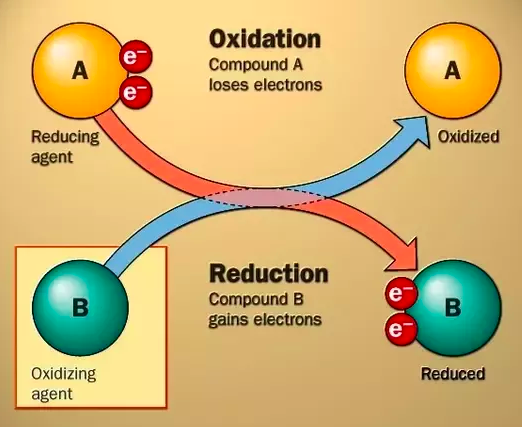 A
e⁻
e⁻
Reducing
agent
Oxidation
Compound A
loses electrons
A
Oxidized
B
Oxidizing
agent
Reduction
Compound B
gains electrons
e⁻
e⁻
B
Reduced